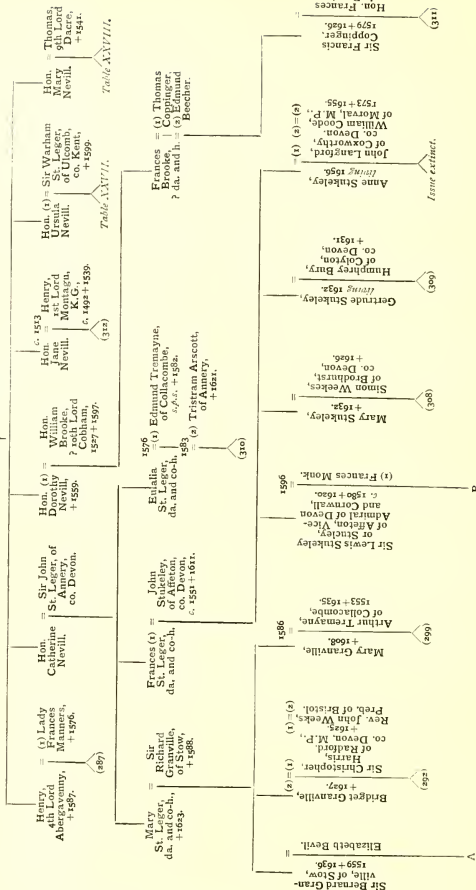 Henry,
4th Lord
Abergavenny,
+1587.
=
(1) Lady
Frances
Manners,
+1576.
(287)
Hon.
Catherine
Nevill.
=
Sir John
St. Leger, of
Annery,
co. Devon.
Hon. (1)
Dorothy
Nevill,
+1559.
=
Hon.
William
Brooke,
? 10th Lord
Cobham,
1527+1597.
c. 1513
Hon.
Jane
Nevill.
=
Henry,
1st Lord
Montagu,
K.G.,
c. 1492+1539.
(312)
Hon. (1)
Ursula
Nevill.
=
Sir Warham
St. Leger,
of Ulcomb,
co. Kent,
+1599.
Table XXVII.
Hon.
Mary
Nevill.
=
Thomas,
9th Lord
Dacre,
+1541.
Table XXVIII.
Mary
St. Leger,
da. and co-h.,
+1623.
=
Sir
Richard
Granville,
of Stow,
+1588.
Frances (1)
St. Leger,
da. and co-h.
=
John
Stukeley,
of Affeton,
co. Devon,
c. 1551+1611.
Eulalia
St. Leger,
da. and co-h.
1576
=(1) Edmund Tremayne,
of Collacombe,
s.p.s. +1582.
1583
=(2) Tristram Arscott,
of Annery,
+1621.
(310)
Frances
Brooke,
? da. and h.
= (1) Thomas
Coppinger,
= (2) Edmund
Beecher.
Sir Bernard Gran-
ville, of Stow,
1559+1636.
=
Elizabeth Bevil.
Bridget Granville,
+1627
(2)=(1)
Sir Christopher
Harris,
of Radford,
co. Devon, M.P.,
+1625.
=(2)
Rev. John Weeks,
Preb. of Bristol.
(292)
Mary Granville,
+1608.
1586
=
Arthur Tremayne,
of Collacombe,
1553+1635.
(299)
Sir Lewis Stukeley
or Stucley,
of Affeton, Vice-
Admiral of Devon
and Cornwall,
c. 1580+1620.
1596
=
(1) Frances Monk.
B
Mary Stukeley,
+1632.
=
Simon Weekes,
of Brodhurst,
co. Devon,
+1626.
(308)
Gertrude Stukeley,
living 1632.
=
Humphrey Bury,
of Colyton,
co. Devon,
+1631.
(309)
Anne Stukeley,
living 1656.
(1)
=
John Langford,
of Coxworthy,
co. Devon.
(2)=(2)
William Coode,
of Morval, M.P.,
1573+1655.
Issue extinct.
Sir Francis
Coppinger,
1579+1626.
=
Hon. Frances
(311)